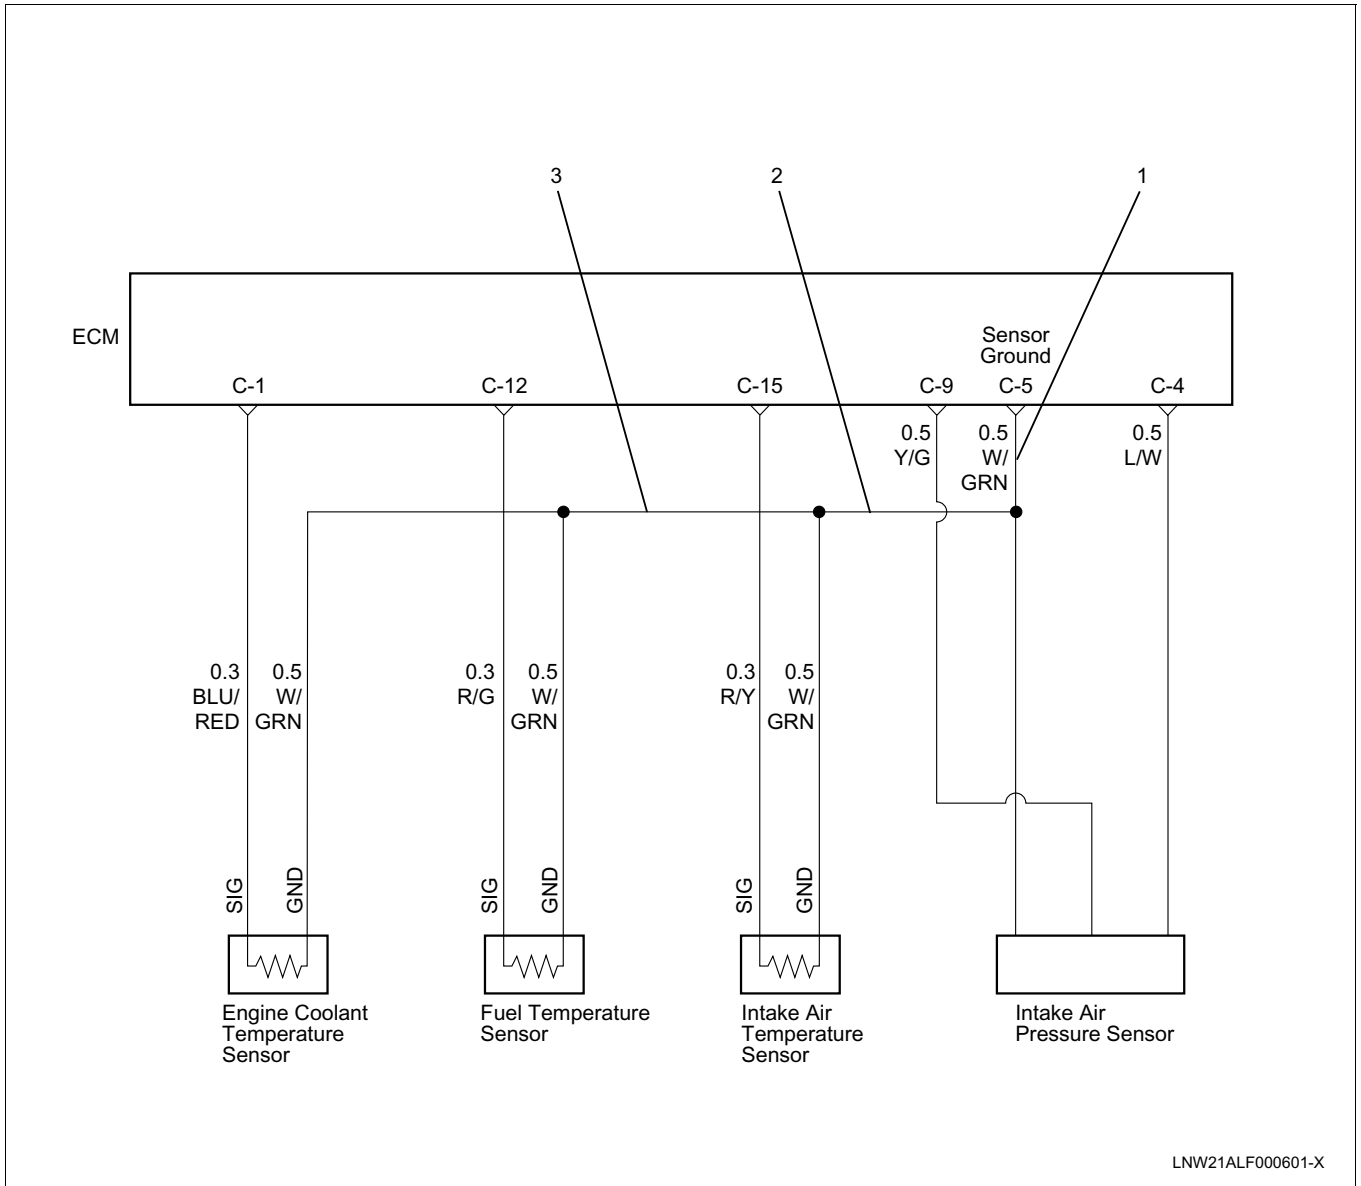 3
2
1
ECM
Sensor
Ground
C-1
C-12
C-15
C-9
C-5
C-4
0.5
Y/G
0.5
W/
GRN
0.5
L/W
0.3
BLU/
RED
0.5
W/
GRN
0.3
R/G
0.5
W/
GRN
0.3
R/Y
0.5
W/
GRN
SIG
GND
SIG
GND
SIG
GND
Engine Coolant
Temperature
Sensor
Fuel Temperature
Sensor
Intake Air
Temperature
Sensor
Intake Air
Pressure Sensor
LNW21ALF000601-X